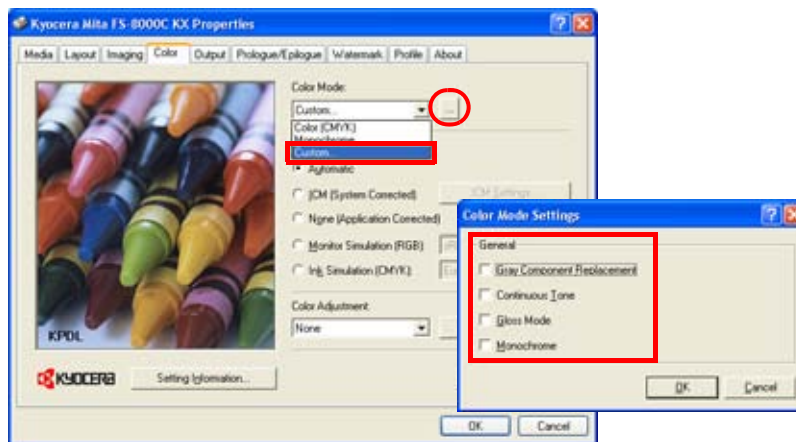 Kyocera Mita FS-8000C KX Properties
Media Layout Imaging Color Output Prologue/Epilogue Watermark Profile About
Color Mode:
Custom...
Color (CMYK)
Monochrome
Custom...
Automatic
ICM (System Corrected)
ICM Settings
None (Application Corrected)
Monitor Simulation (RGB)
Ink Simulation (CMYK)
Color Adjustment
None
KPDL
KYOCERA
Setting Information...
OK Cancel
Color Mode Settings
General
Gray Component Replacement
Continuous Tone
Gloss Mode
Monochrome
OK Cancel